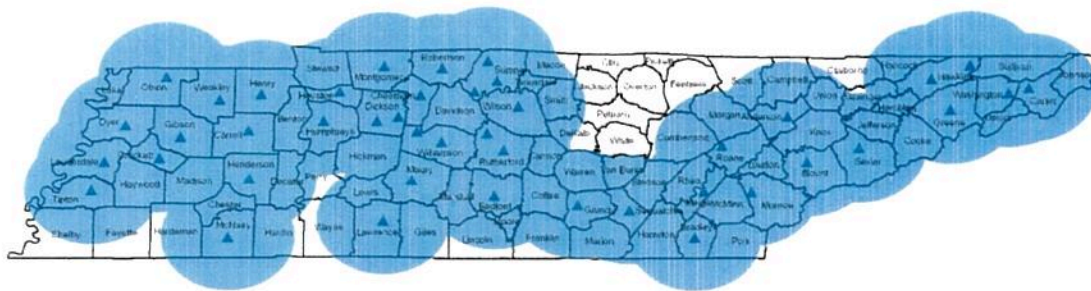 Stewart
Montgomery
Robertson
Sumner
Macon
Clay
Pickett
Obion
Weakley
Henry
Houston
Dickson
Davidson
Wilson
Smith
Jackson
Overton
Fentress
Scott
Campbell
Claiborne
Hancock
Hawkins
Sullivan
Johnson
Dyer
Gibson
Carroll
Benton
Humphreys
Putnam
Morgan
Anderson
Union
Washington
Carter
Greene
Lauderdale
Crockett
Henderson
Hickman
Williamson
Rutherford
Cannon
DeKalb
White
Cumberland
Roane
Loudon
Knox
Jefferson
Cocke
Sevier
Blount
Tipton
Haywood
Madison
Decatur
Perry
Lewis
Maury
Bedford
Coffee
Warren
Van Buren
Rhea
McMinn
Monroe
Shelby
Fayette
Hardeman
Chester
McNairy
Hardin
Wayne
Lawrence
Giles
Lincoln
Moore
Franklin
Grundy
Marion
Hamilton
Bradley
Polk